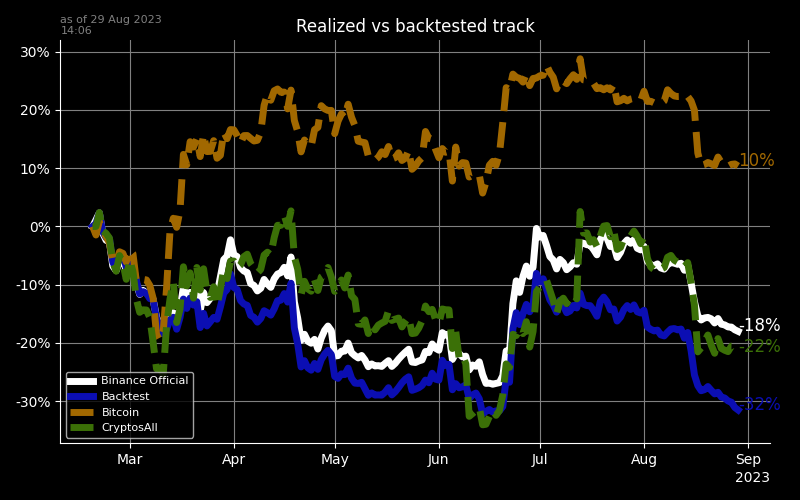 as of 29 Aug 2023
14:06
Realized vs backtested track
30%
20%
10%
0%
-10%
-20%
-30%
10%
-18%
-22%
-32%
Binance Official
Backtest
Bitcoin
CryptosAll
Mar
Apr
May
Jun
Jul
Aug
Sep
2023